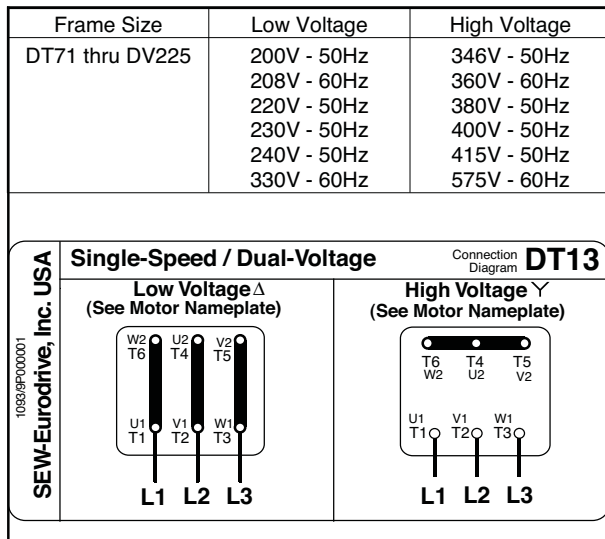 Frame Size Low Voltage High Voltage
DT71 thru DV225 200V - 50Hz 346V - 50Hz
208V - 60Hz 360V - 60Hz
220V - 50Hz 380V - 50Hz
230V - 50Hz 400V - 50Hz
240V - 50Hz 415V - 50Hz
330V - 60Hz 575V - 60Hz
1093/9P000001
SEW-Eurodrive, Inc. USA
Single-Speed / Dual-Voltage
Connection
Diagram DT13
Low Voltage Δ
(See Motor Nameplate)
W2 U2 V2
T6 T4 T5
U1 V1 W1
T1 T2 T3
L1 L2 L3
High Voltage Y
(See Motor Nameplate)
T6 T4 T5
W2 U2 V2
U1 V1 W1
T1 T2 T3
L1 L2 L3